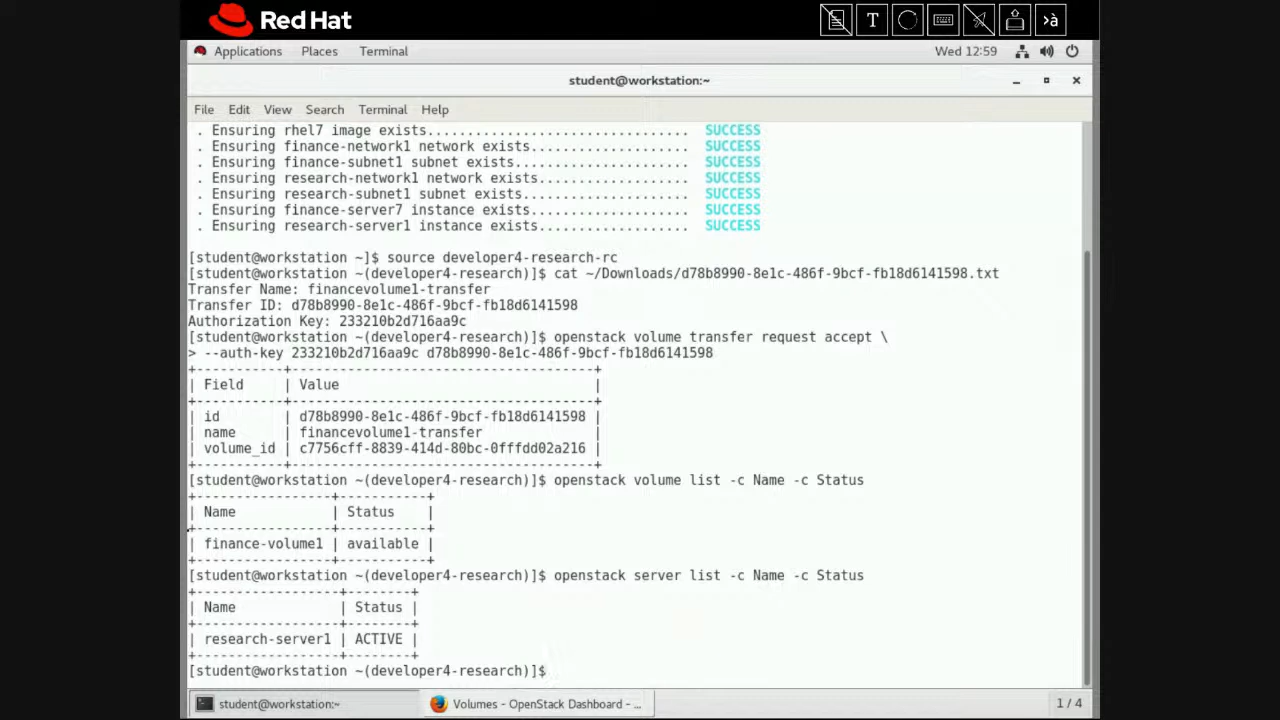 Red Hat
T
>à
Applications Places Terminal Wed 12:59
student@workstation:~
File Edit View Search Terminal Help
. Ensuring rhel7 image exists................................. SUCCESS
. Ensuring finance-network1 network exists.................... SUCCESS
. Ensuring finance-subnet1 subnet exists...................... SUCCESS
. Ensuring research-network1 network exists................... SUCCESS
. Ensuring research-subnet1 subnet exists..................... SUCCESS
. Ensuring finance-server7 instance exists.................... SUCCESS
. Ensuring research-server1 instance exists................... SUCCESS
[student@workstation ~]$ source developer4-research-rc
[student@workstation ~(developer4-research)]$ cat ~/Downloads/d78b8990-8e1c-486f-9bcf-fb18d6141598.txt
Transfer Name: financevolume1-transfer
Transfer ID: d78b8990-8e1c-486f-9bcf-fb18d6141598
Authorization Key: 233210b2d716aa9c
[student@workstation ~(developer4-research)]$ openstack volume transfer request accept \
> --auth-key 233210b2d716aa9c d78b8990-8e1c-486f-9bcf-fb18d6141598
+-----------+--------------------------------------+
| Field | Value |
+-----------+--------------------------------------+
| id | d78b8990-8e1c-486f-9bcf-fb18d6141598 |
| name | financevolume1-transfer |
| volume_id | c7756cff-8839-414d-80bc-0fffdd02a216 |
+-----------+--------------------------------------+
[student@workstation ~(developer4-research)]$ openstack volume list -c Name -c Status
+-----------------+-----------+
| Name | Status |
+-----------------+-----------+
| finance-volume1 | available |
+-----------------+-----------+
[student@workstation ~(developer4-research)]$ openstack server list -c Name -c Status
+------------------+--------+
| Name | Status |
+------------------+--------+
| research-server1 | ACTIVE |
+------------------+--------+
[student@workstation ~(developer4-research)]$
student@workstation:~ Volumes - OpenStack Dashboard - ... 1 / 4